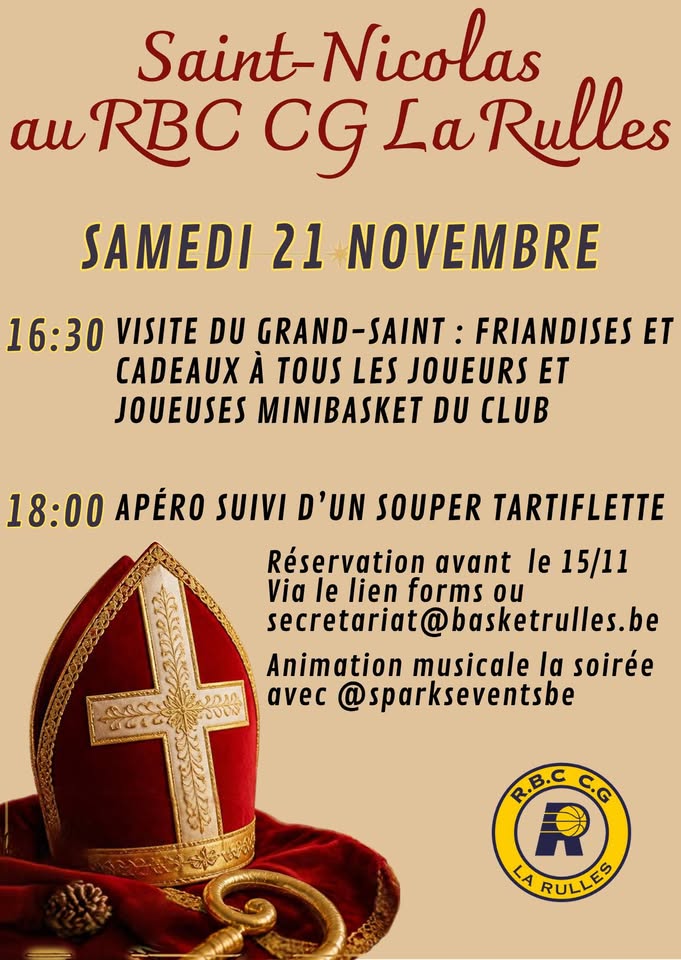 Saint-Nicolas
au RBC CG La Rulles
SAMEDI 21 NOVEMBRE
16:30 VISITE DU GRAND-SAINT : FRIANDISES ET
CADEAUX À TOUS LES JOUEURS ET
JOUEUSES MINIBASKET DU CLUB
18:00 APÉRO SUIVI D'UN SOUPER TARTIFLETTE
Réservation avant le 15/11
Via le lien forms ou
secretariat@basketrulles.be
Animation musicale la soirée
avec @sparkseventsbe
R.B.C C.G
R
LA RULLES